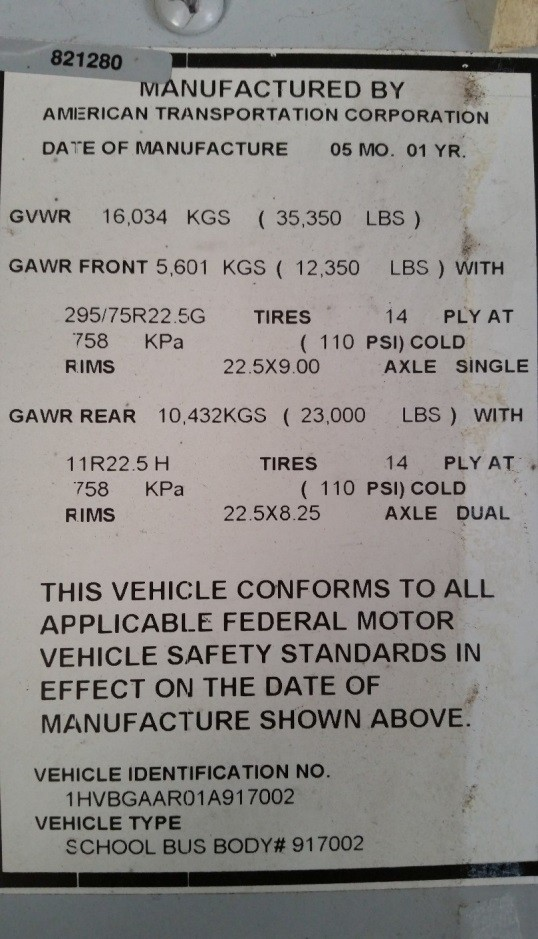 821280
MANUFACTURED BY
AMERICAN TRANSPORTATION CORPORATION
DATE OF MANUFACTURE 05 MO. 01 YR.
GVWR 16,034 KGS ( 35,350 LBS )
GAWR FRONT 5,601 KGS ( 12,350 LBS ) WITH
295/75R22.5G TIRES 14 PLY AT
758 KPa ( 110 PSI) COLD
RIMS 22.5X9.00 AXLE SINGLE
GAWR REAR 10,432KGS ( 23,000 LBS ) WITH
11R22.5 H TIRES 14 PLY AT
758 KPa ( 110 PSI) COLD
RIMS 22.5X8.25 AXLE DUAL
THIS VEHICLE CONFORMS TO ALL
APPLICABLE FEDERAL MOTOR
VEHICLE SAFETY STANDARDS IN
EFFECT ON THE DATE OF
MANUFACTURE SHOWN ABOVE.
VEHICLE IDENTIFICATION NO.
1HVBGAAR01A917002
VEHICLE TYPE
SCHOOL BUS BODY# 917002